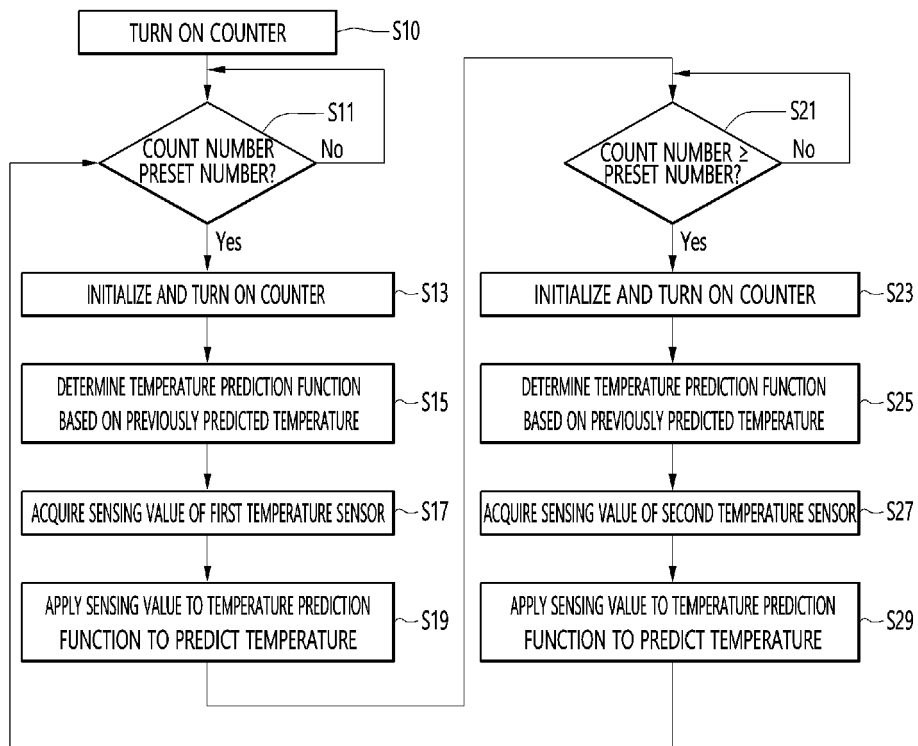 TURN ON COUNTER
S10
S11
COUNT NUMBER
PRESET NUMBER?
No
Yes
INITIALIZE AND TURN ON COUNTER
S13
DETERMINE TEMPERATURE PREDICTION FUNCTION
BASED ON PREVIOUSLY PREDICTED TEMPERATURE
S15
ACQUIRE SENSING VALUE OF FIRST TEMPERATURE SENSOR
S17
APPLY SENSING VALUE TO TEMPERATURE PREDICTION
FUNCTION TO PREDICT TEMPERATURE
S19
S21
COUNT NUMBER ≥
PRESET NUMBER?
No
Yes
INITIALIZE AND TURN ON COUNTER
S23
DETERMINE TEMPERATURE PREDICTION FUNCTION
BASED ON PREVIOUSLY PREDICTED TEMPERATURE
S25
ACQUIRE SENSING VALUE OF SECOND TEMPERATURE SENSOR
S27
APPLY SENSING VALUE TO TEMPERATURE PREDICTION
FUNCTION TO PREDICT TEMPERATURE
S29